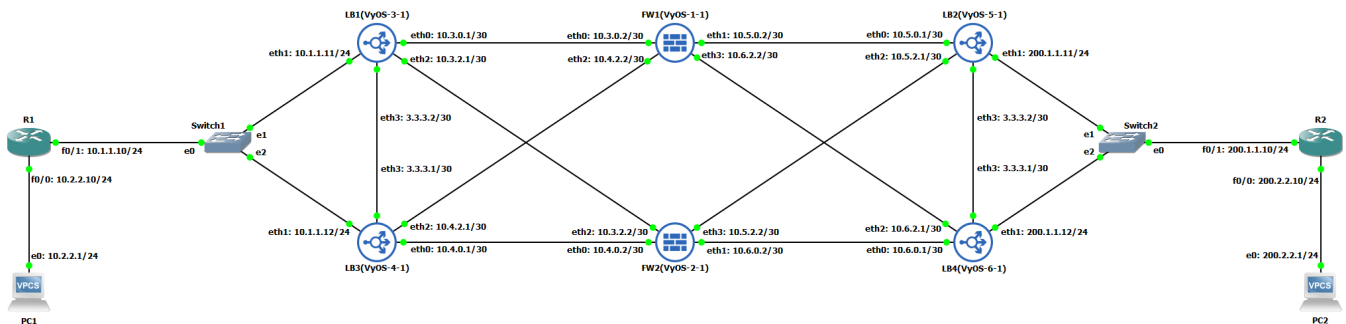 LB1(VyOS-3-1)
FW1(VyOS-1-1)
LB2(VyOS-5-1)
eth0: 10.3.0.1/30
eth0: 10.3.0.2/30
eth1: 10.5.0.2/30
eth0: 10.5.0.1/30
eth1: 10.1.1.11/24
eth2: 10.3.2.1/30
eth2: 10.4.2.2/30
eth3: 10.6.2.2/30
eth2: 10.5.2.1/30
eth1: 200.1.1.11/24
R1
Switch1
eth3: 3.3.3.2/30
eth3: 3.3.3.2/30
Switch2
R2
e1
e1
f0/1: 10.1.1.10/24
e0
e2
e2
e0
f0/1: 200.1.1.10/24
eth3: 3.3.3.1/30
eth3: 3.3.3.1/30
f0/0: 10.2.2.10/24
f0/0: 200.2.2.10/24
eth1: 10.1.1.12/24
eth2: 10.4.2.1/30
eth2: 10.3.2.2/30
eth3: 10.5.2.2/30
eth2: 10.6.2.1/30
eth1: 200.1.1.12/24
eth0: 10.4.0.1/30
eth0: 10.4.0.2/30
eth1: 10.6.0.2/30
eth0: 10.6.0.1/30
e0: 10.2.2.1/24
LB3(VyOS-4-1)
FW2(VyOS-2-1)
LB4(VyOS-6-1)
e0: 200.2.2.1/24
VPCS
VPCS
PC1
PC2